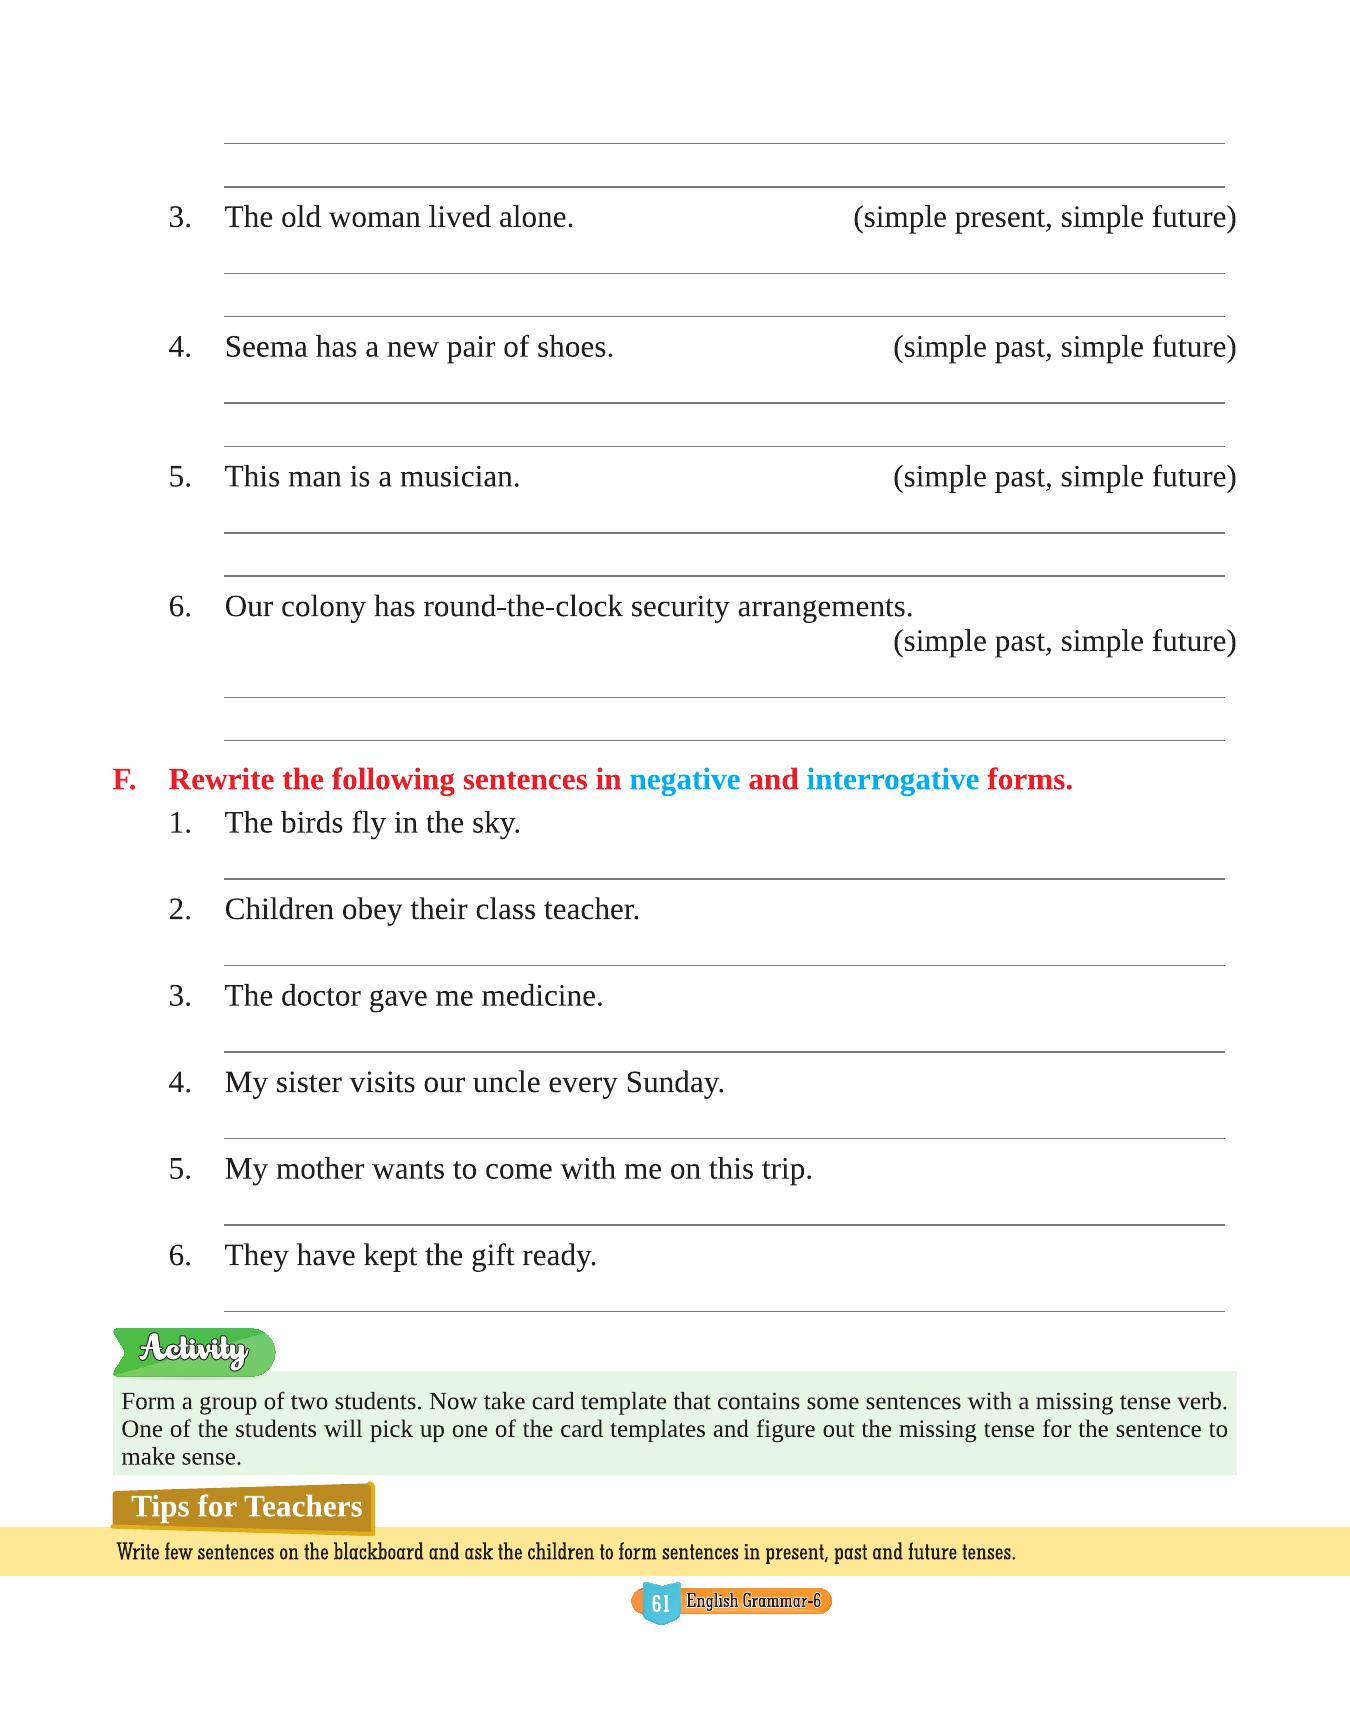 3. The old woman lived alone. (simple present, simple future)
4. Seema has a new pair of shoes. (simple past, simple future)
5. This man is a musician. (simple past, simple future)
6. Our colony has round-the-clock security arrangements.
(simple past, simple future)
F. Rewrite the following sentences in negative and interrogative forms.
1. The birds fly in the sky.
2. Children obey their class teacher.
3. The doctor gave me medicine.
4. My sister visits our uncle every Sunday.
5. My mother wants to come with me on this trip.
6. They have kept the gift ready.
Activity
Form a group of two students. Now take card template that contains some sentences with a missing tense verb.
One of the students will pick up one of the card templates and figure out the missing tense for the sentence to
make sense.
Tips for Teachers
Write few sentences on the blackboard and ask the children to form sentences in present, past and future tenses.
61 English Grammar-6